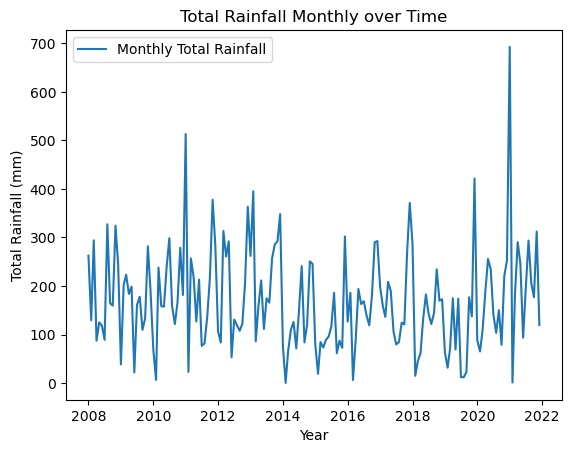 Total Rainfall Monthly over Time
Monthly Total Rainfall
700
600
500
400
300
200
100
0
Total Rainfall (mm)
2008 2010 2012 2014 2016 2018 2020 2022
Year